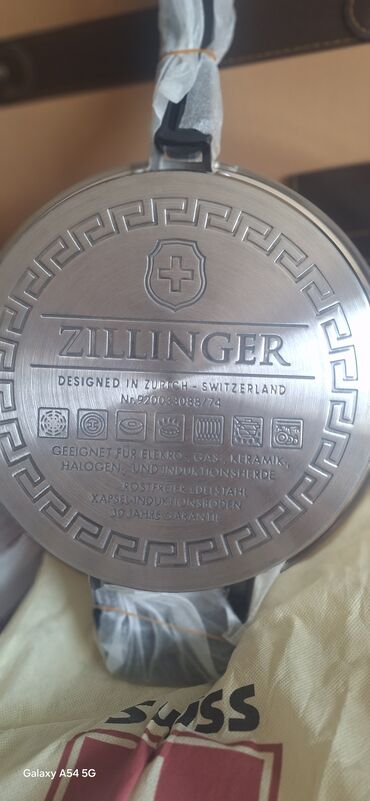 ZILLINGER
DESIGNED IN ZURICH - SWITZERLAND
GEEIGNET FÜR ELEKRO-, GAS-, KERAMIK,
HALOGEN-, UND INDUKTIONSHERDE
ROSTFREIER EDELSTAHL
KAPSEL-INDUKTIONSBODEN
30 JAHRS GARANTIE
SWISS
Galaxy A54 5G